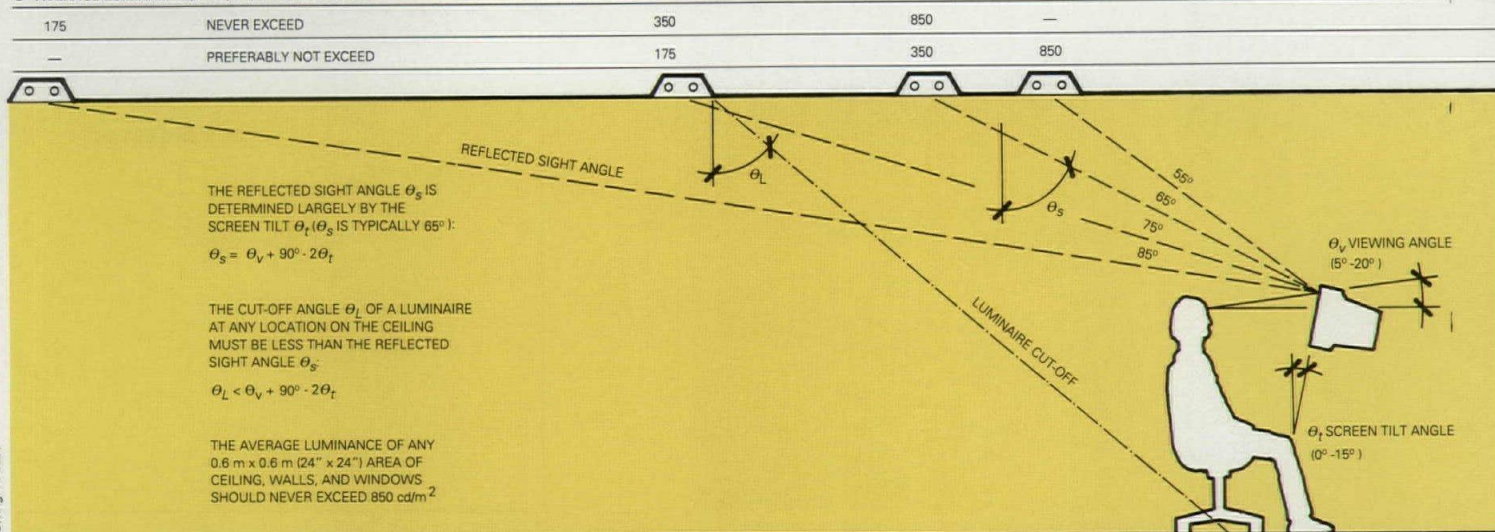 175 NEVER EXCEED 350 850 —
— PREFERABLY NOT EXCEED 175 350 850
REFLECTED SIGHT ANGLE
θL
θs
55°
65°
75°
85°
THE REFLECTED SIGHT ANGLE θs IS
DETERMINED LARGELY BY THE
SCREEN TILT θt (θs IS TYPICALLY 65°):
θs = θv + 90° - 2θt
THE CUT-OFF ANGLE θL OF A LUMINAIRE
AT ANY LOCATION ON THE CEILING
MUST BE LESS THAN THE REFLECTED
SIGHT ANGLE θs:
θL < θv + 90° - 2θt
THE AVERAGE LUMINANCE OF ANY
0.6 m x 0.6 m (24" x 24") AREA OF
CEILING, WALLS, AND WINDOWS
SHOULD NEVER EXCEED 850 cd/m²
LUMINAIRE CUT-OFF
θv VIEWING ANGLE
(5° -20° )
θt SCREEN TILT ANGLE
(0° -15° )